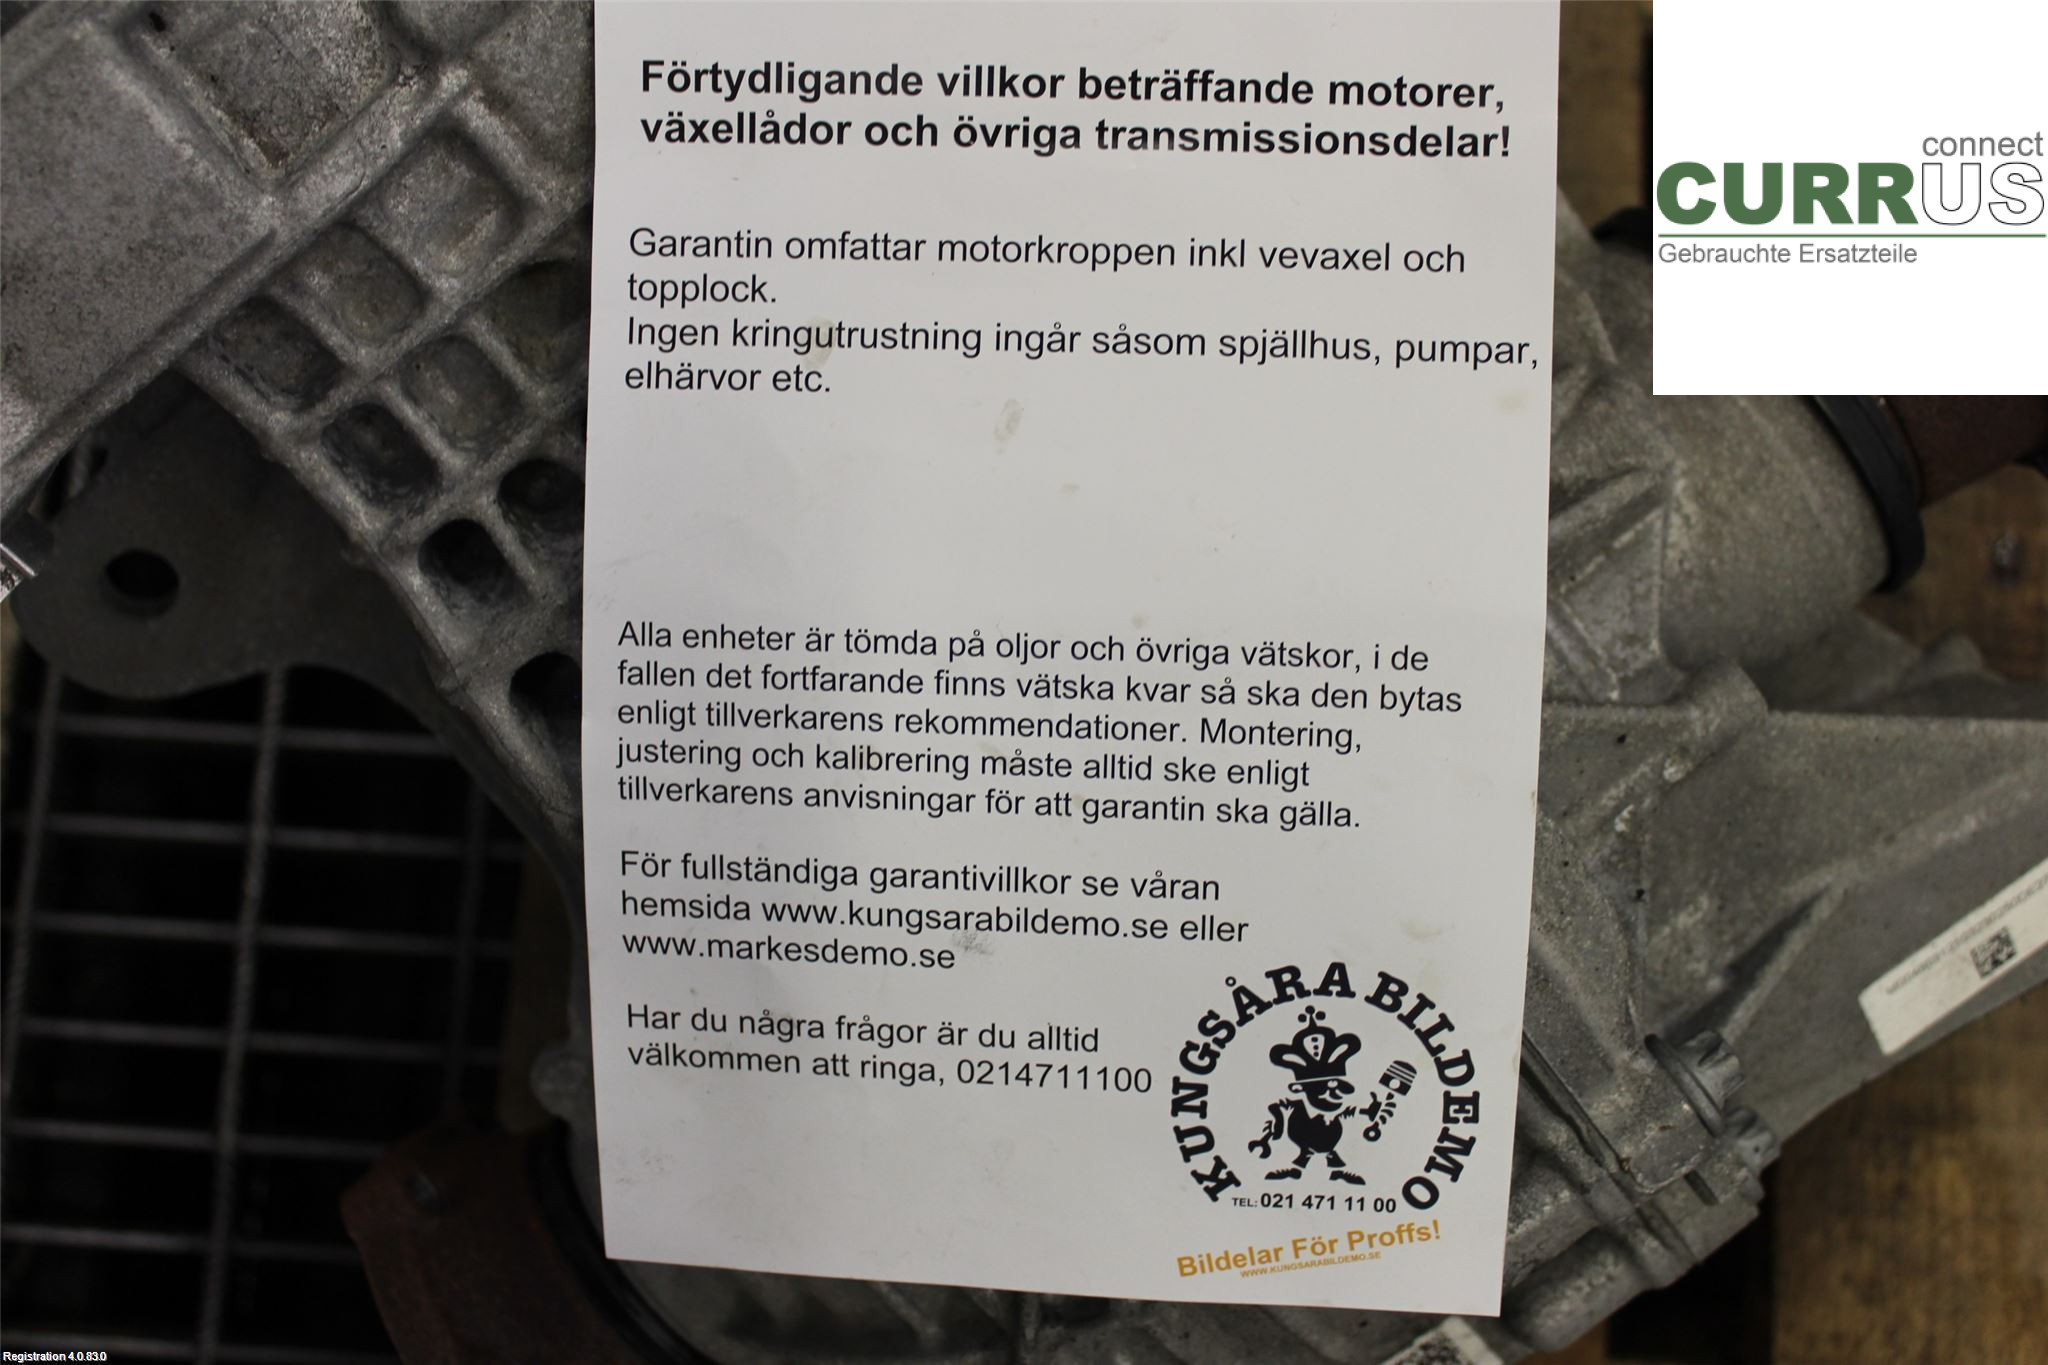 Förtydligande villkor beträffande motorer,
växellådor och övriga transmissionsdelar!
Garantin omfattar motorkroppen inkl vevaxel och
topplock.
Ingen kringutrustning ingår såsom spjällhus, pumpar,
elhärvor etc.
Alla enheter är tömda på oljor och övriga vätskor, i de
fallen det fortfarande finns vätska kvar så ska den bytas
enligt tillverkarens rekommendationer. Montering,
justering och kalibrering måste alltid ske enligt
tillverkarens anvisningar för att garantin ska gälla.
För fullständiga garantivillkor se våran
hemsida www.kungsarabildemo.se eller
www.markesdemo.se
Har du några frågor är du alltid
välkommen att ringa, 0214711100
KUNGSÅRA BILDEMO
TEL: 021 471 11 00
Bildelar För Proffs!
WWW.KUNGSARABILDEMO.SE
connect
CURRUS
Gebrauchte Ersatzteile
Registration 4.0.83.0